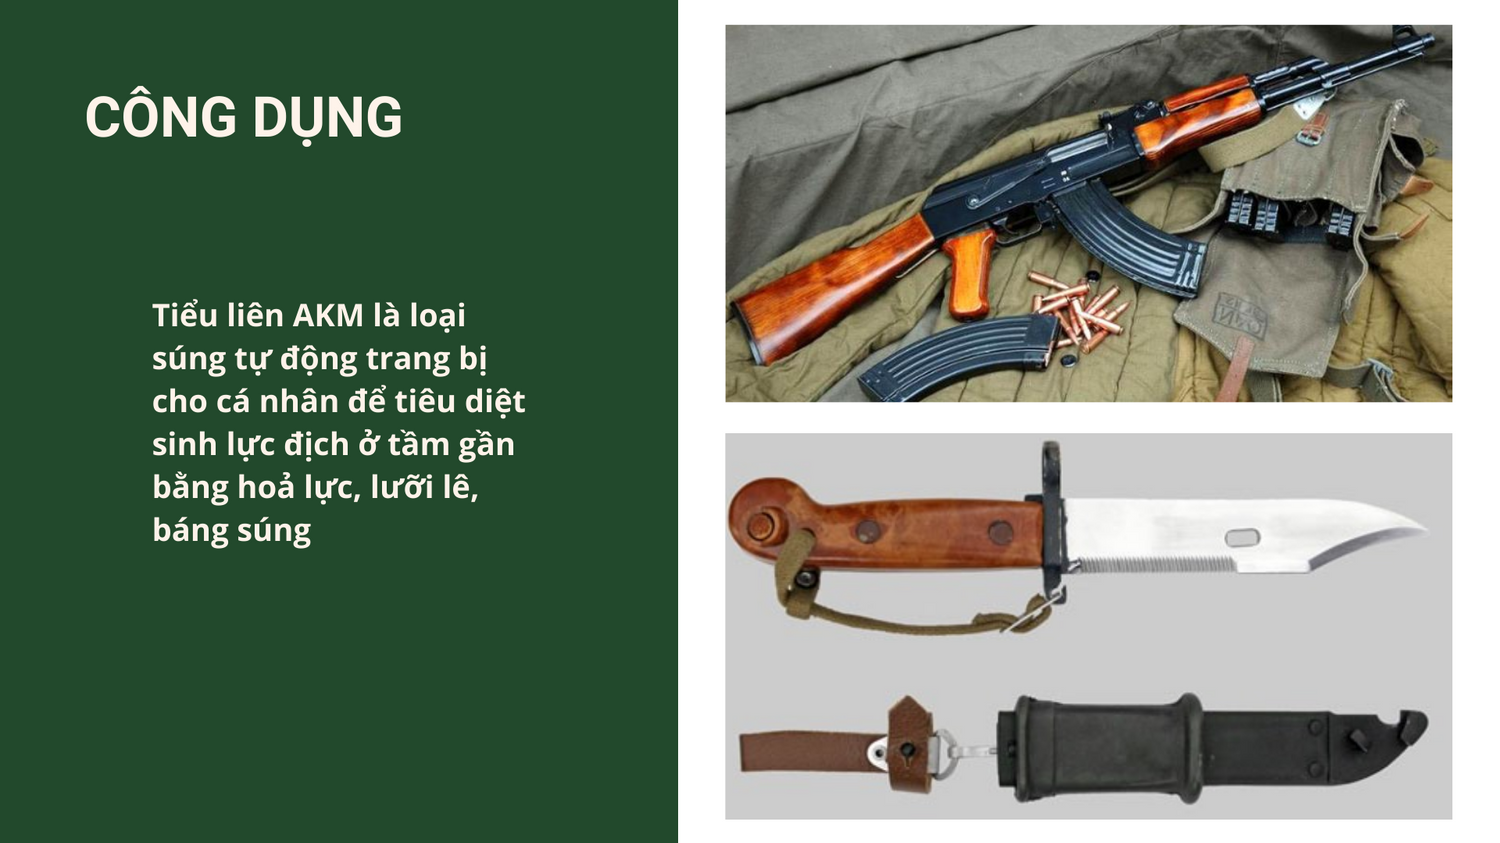 CÔNG DỤNG
Tiểu liên AKM là loại
súng tự động trang bị
cho cá nhân để tiêu diệt
sinh lực địch ở tầm gần
bằng hoả lực, lưỡi lê,
báng súng